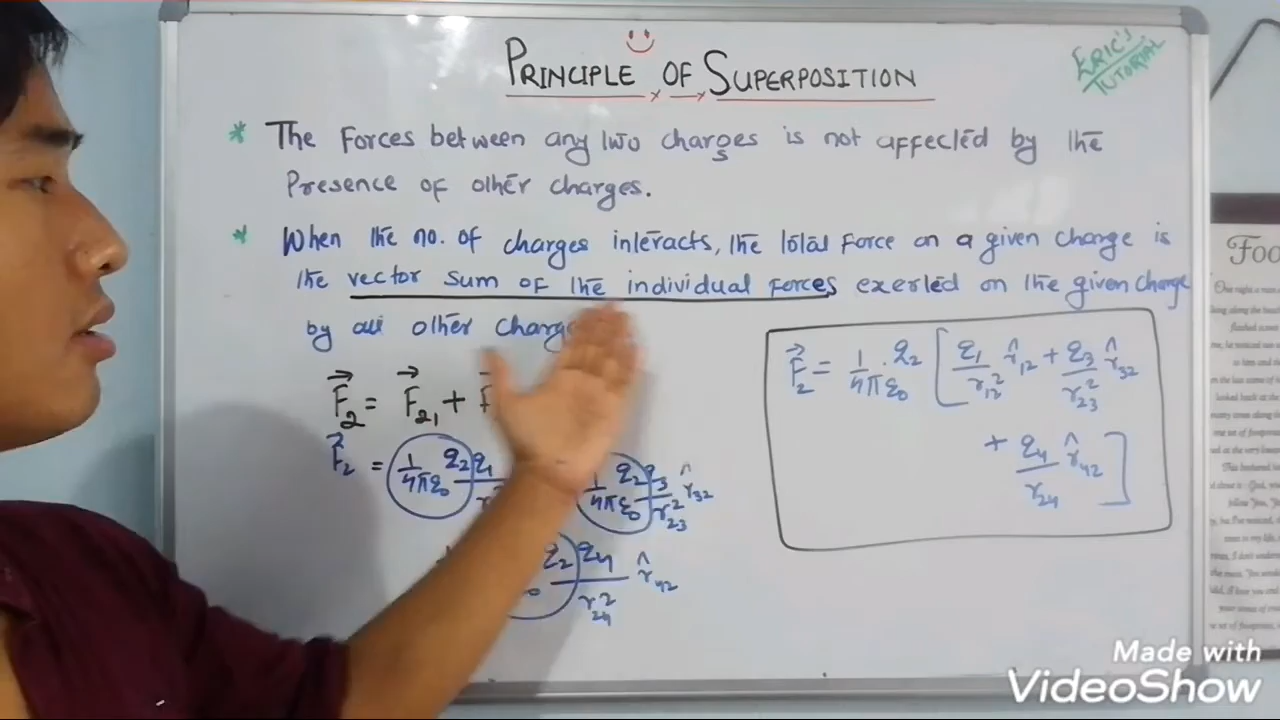 PRINCIPLE OF SUPERPOSITION
ERIC'S
TUTORIAL
* The Forces between any two charges is not affected by the
Presence of other charges.
* When the no. of charges interacts, the total Force on a given charge is
the vector sum of the individual forces exerted on the given charge
by all other
F⃗₂ = F⃗₂₁ +
F⃗₂ = 1/4πε₀ q₂q₁
q₂q₃/r₂₃² r̂₃₂
q₂q₄/r₂₄² r̂₄₂
F⃗₂ = 1/4πε₀ . q₂ [ q₁/r₁₂² r̂₁₂ + q₃/r₂₃² r̂₃₂
+ q₄/r₂₄ r̂₄₂ ]
Foo
Made with
VideoShow